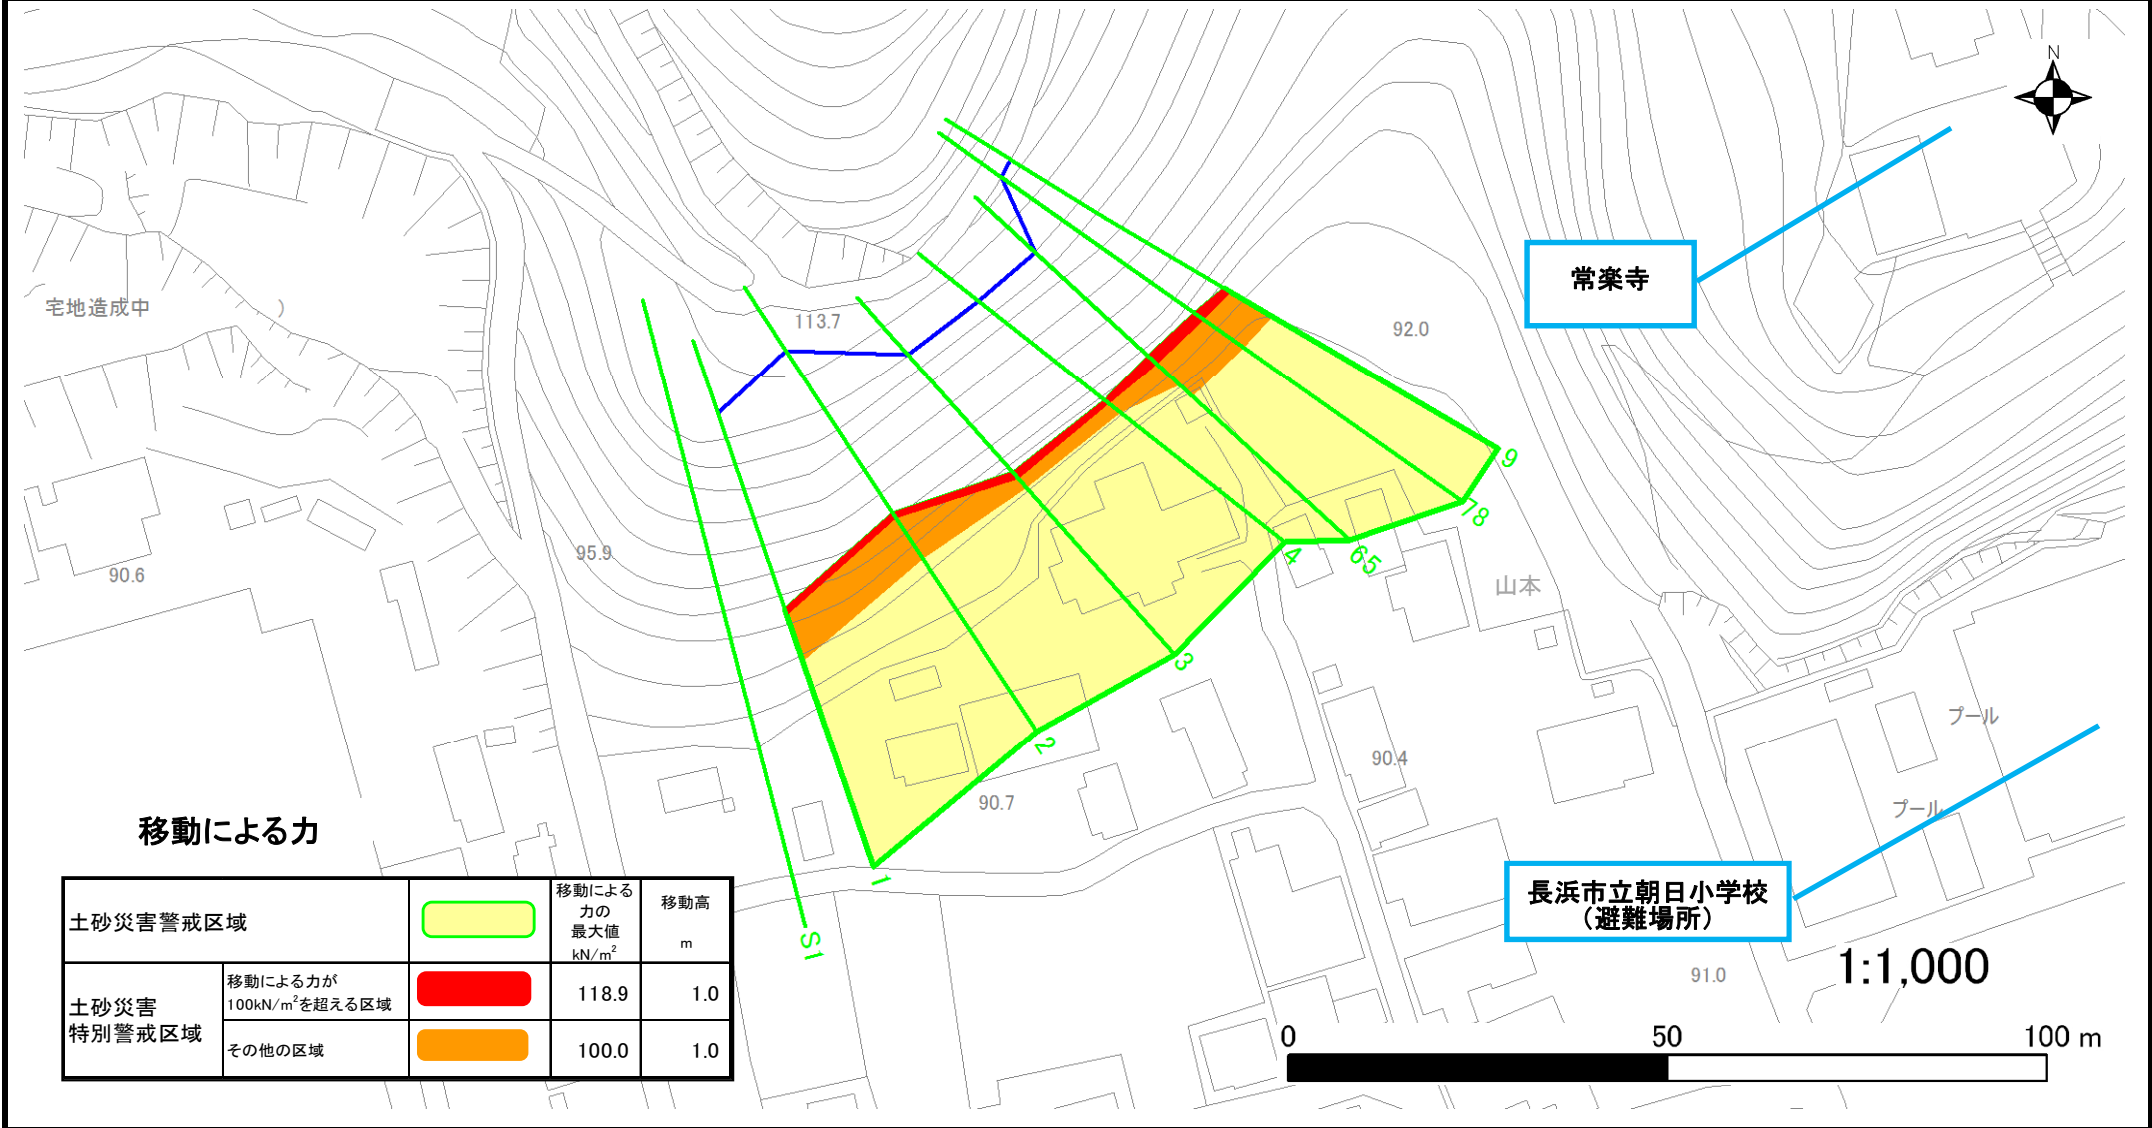 N
常楽寺
宅地造成中
113.7
92.0
95.9
90.6
9
78
4
65
山本
3
2
プール
90.4
プール
90.7
移動による力
1
長浜市立朝日小学校
（避難場所）
S1
91.0
1:1,000
0 50 100 m
土砂災害警戒区域
移動による
力の
最大値
kN/m²
移動高
m
土砂災害
特別警戒区域
移動による力が
100kN/m²を超える区域
118.9 1.0
その他の区域
100.0 1.0